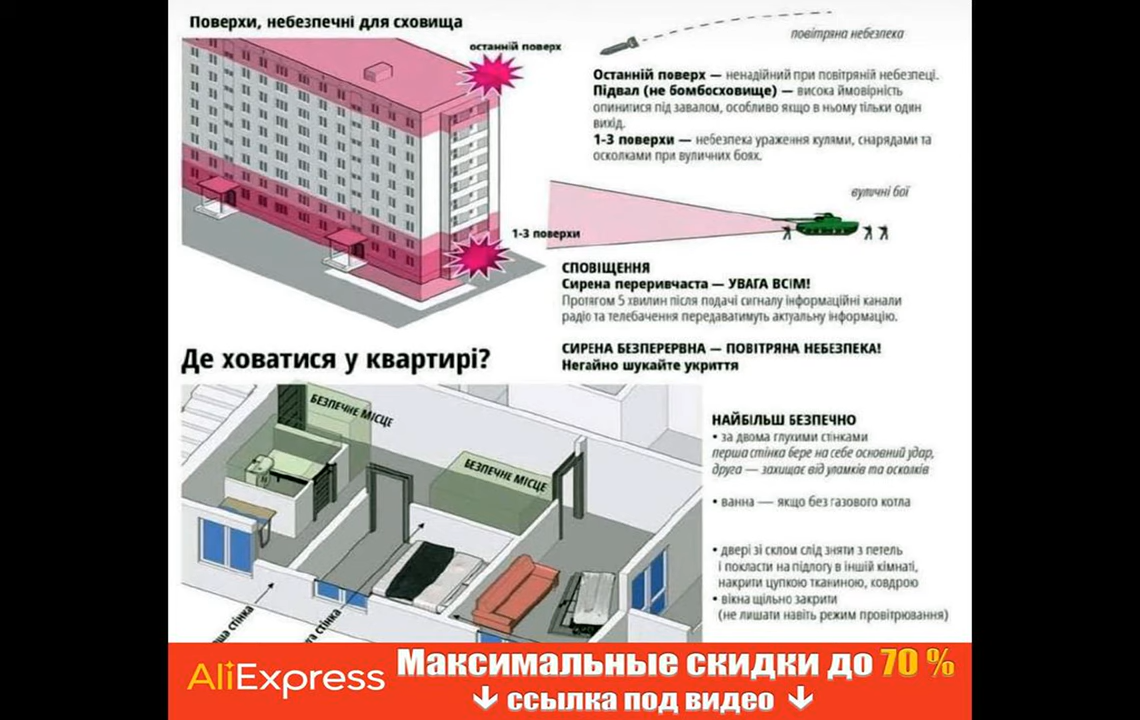 Поверхи, небезпечні для сховища
останній поверх
повітряна небезпека
Останній поверх — ненадійний при повітряній небезпеці.
Підвал (не бомбосховище) — висока ймовірність
опинитися під завалом, особливо якщо в ньому тільки один
вихід.
1-3 поверхи — небезпека ураження кулями, снарядами та
осколками при вуличних боях.
вуличні бої
1-3 поверхи
СПОВІЩЕННЯ
Сирена переривчаста — УВАГА ВСІМ!
Протягом 5 хвилин після подачі сигналу інформаційні канали
радіо та телебачення передаватимуть актуальну інформацію.
СИРЕНА БЕЗПЕРЕРВНА — ПОВІТРЯНА НЕБЕЗПЕКА!
Негайно шукайте укриття
Де ховатися у квартирі?
БЕЗПЕЧНЕ МІСЦЕ
БЕЗПЕЧНЕ МІСЦЕ
НАЙБІЛЬШ БЕЗПЕЧНО
• за двома глухими стінками
перша стінка бере на себе основний удар,
друга — захищає від уламків та осколків
• ванна — якщо без газового котла
• двері зі склом слід зняти з петель
і покласти на підлогу в іншій кімнаті,
накрити цупкою тканиною, ковдрою
• вікна щільно закрити
(не лишати навіть режим провітрювання)
стінка
стінка
AliExpress
Максимальные скидки до 70 %
↓ ссылка под видео ↓